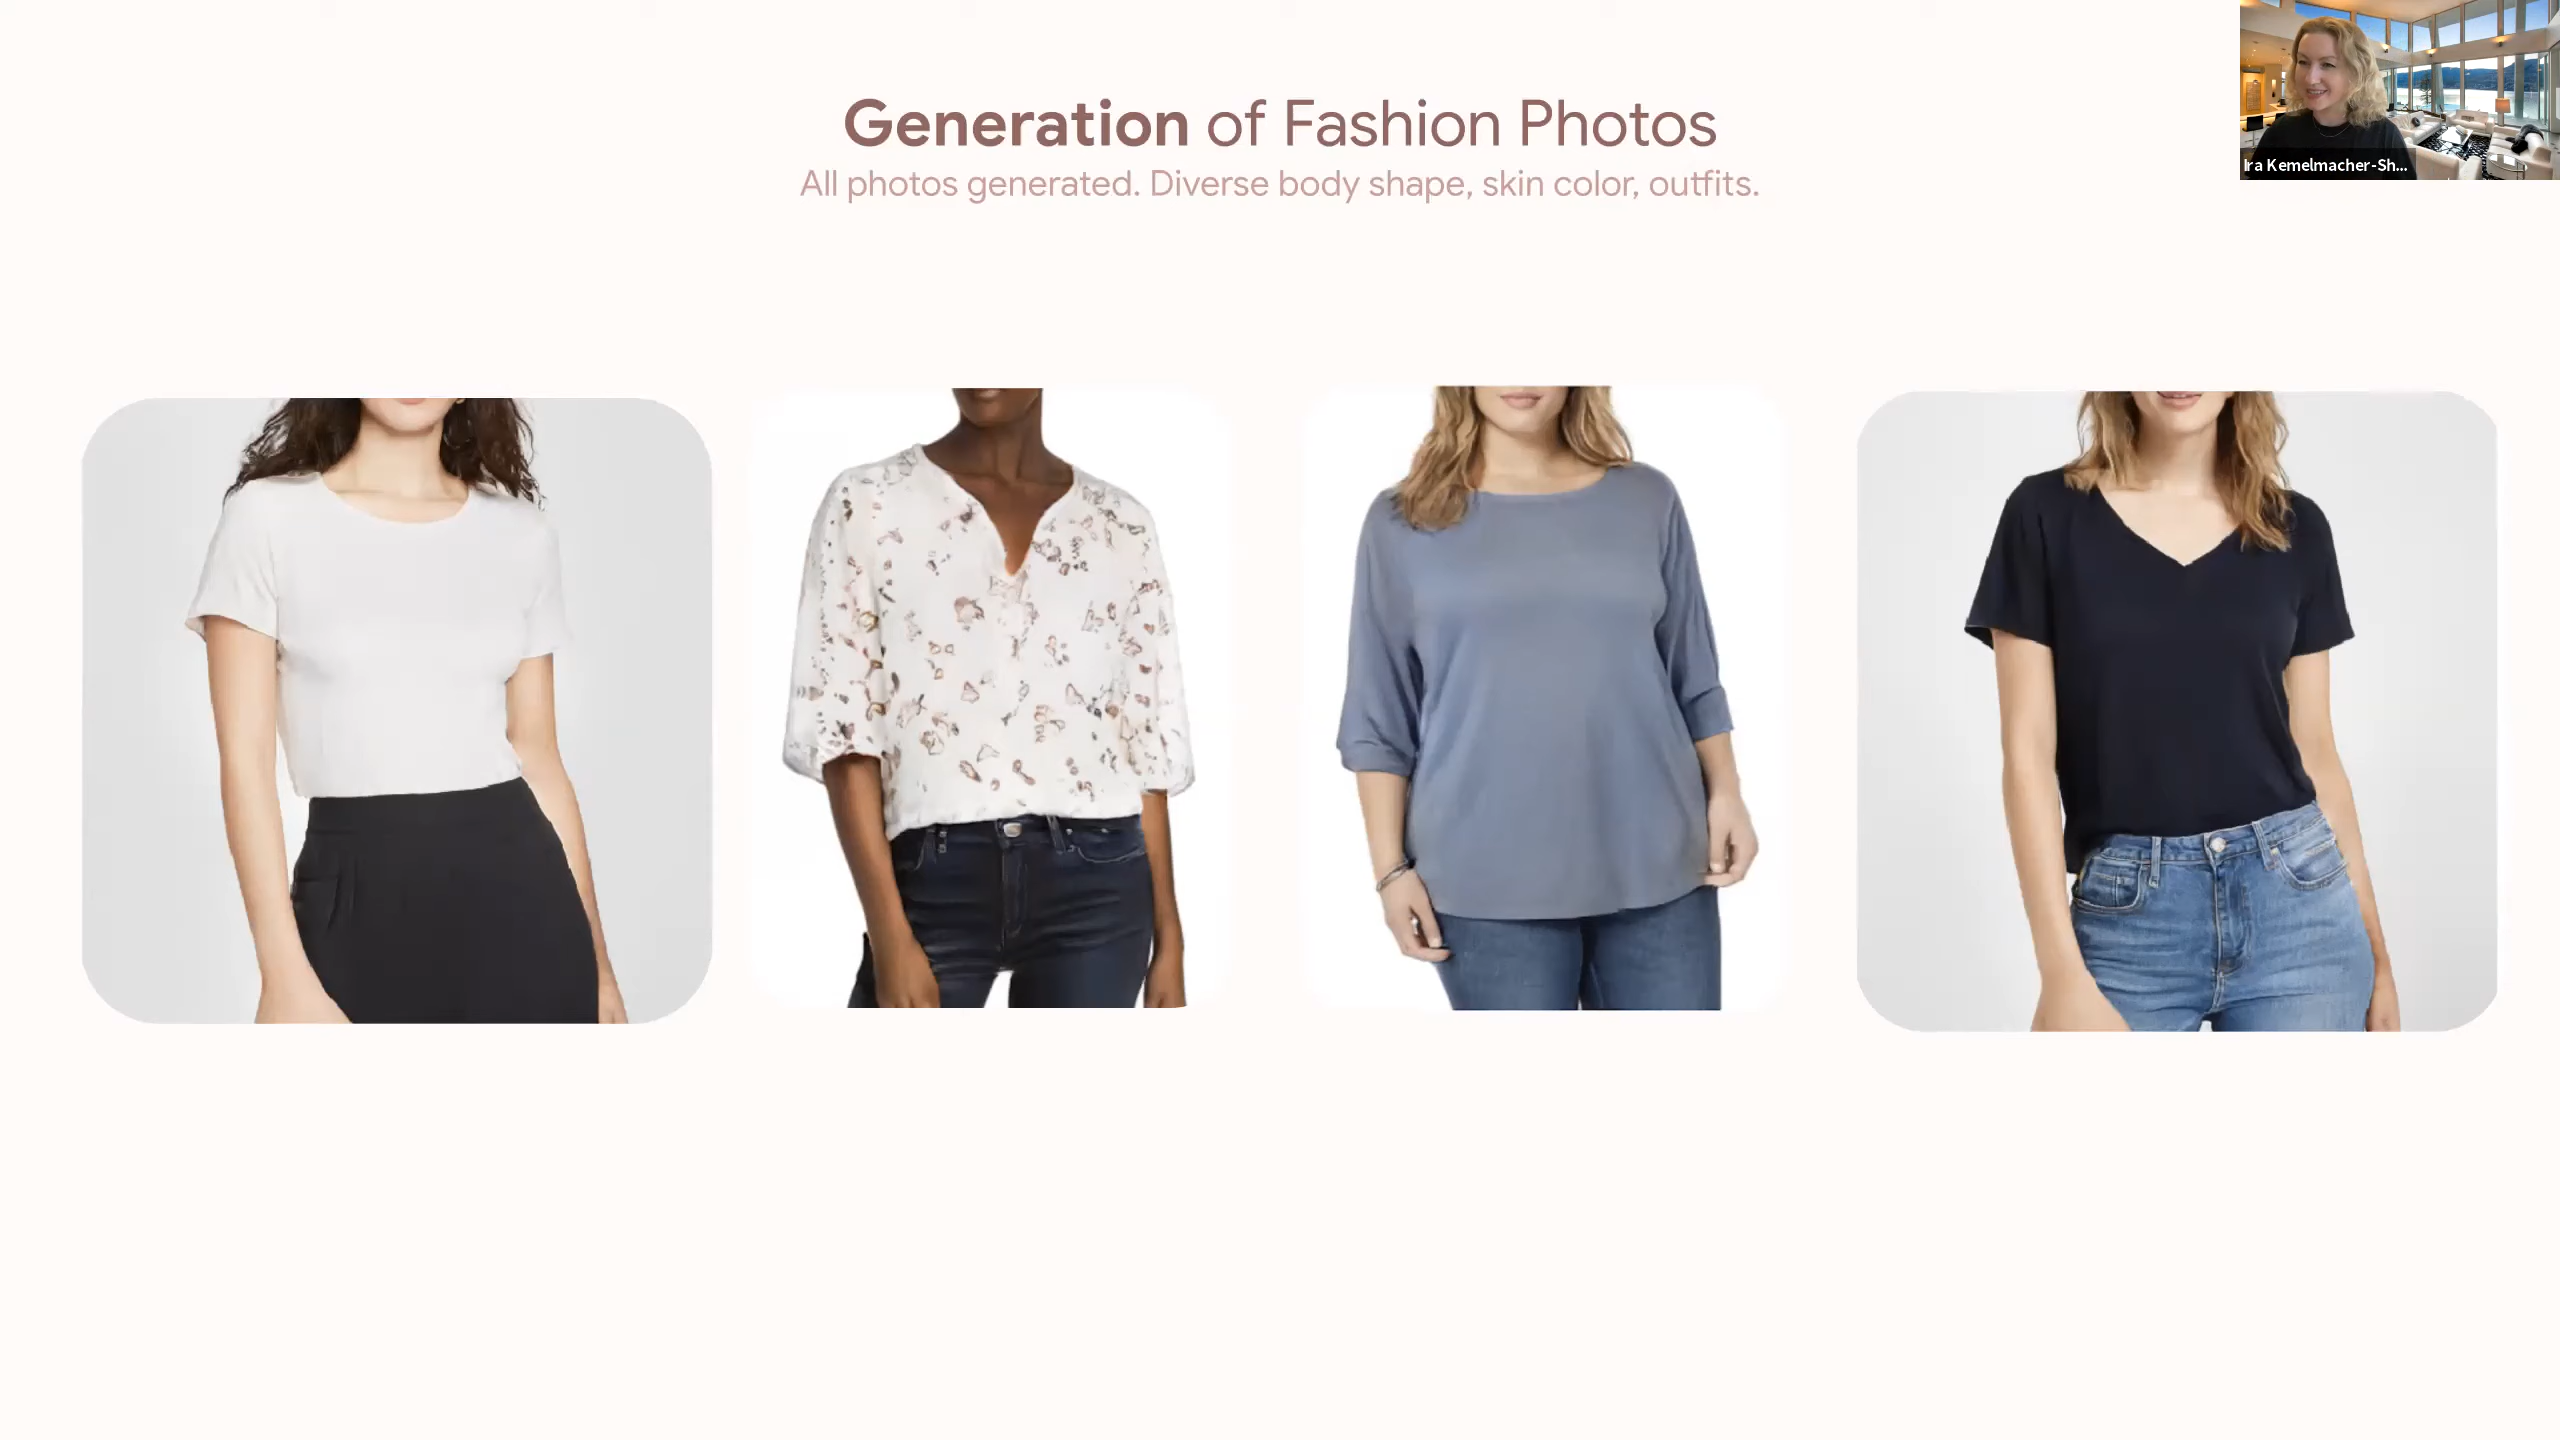 Generation of Fashion Photos
All photos generated. Diverse body shape, skin color, outfits.
Ira Kemelmacher-Sh...